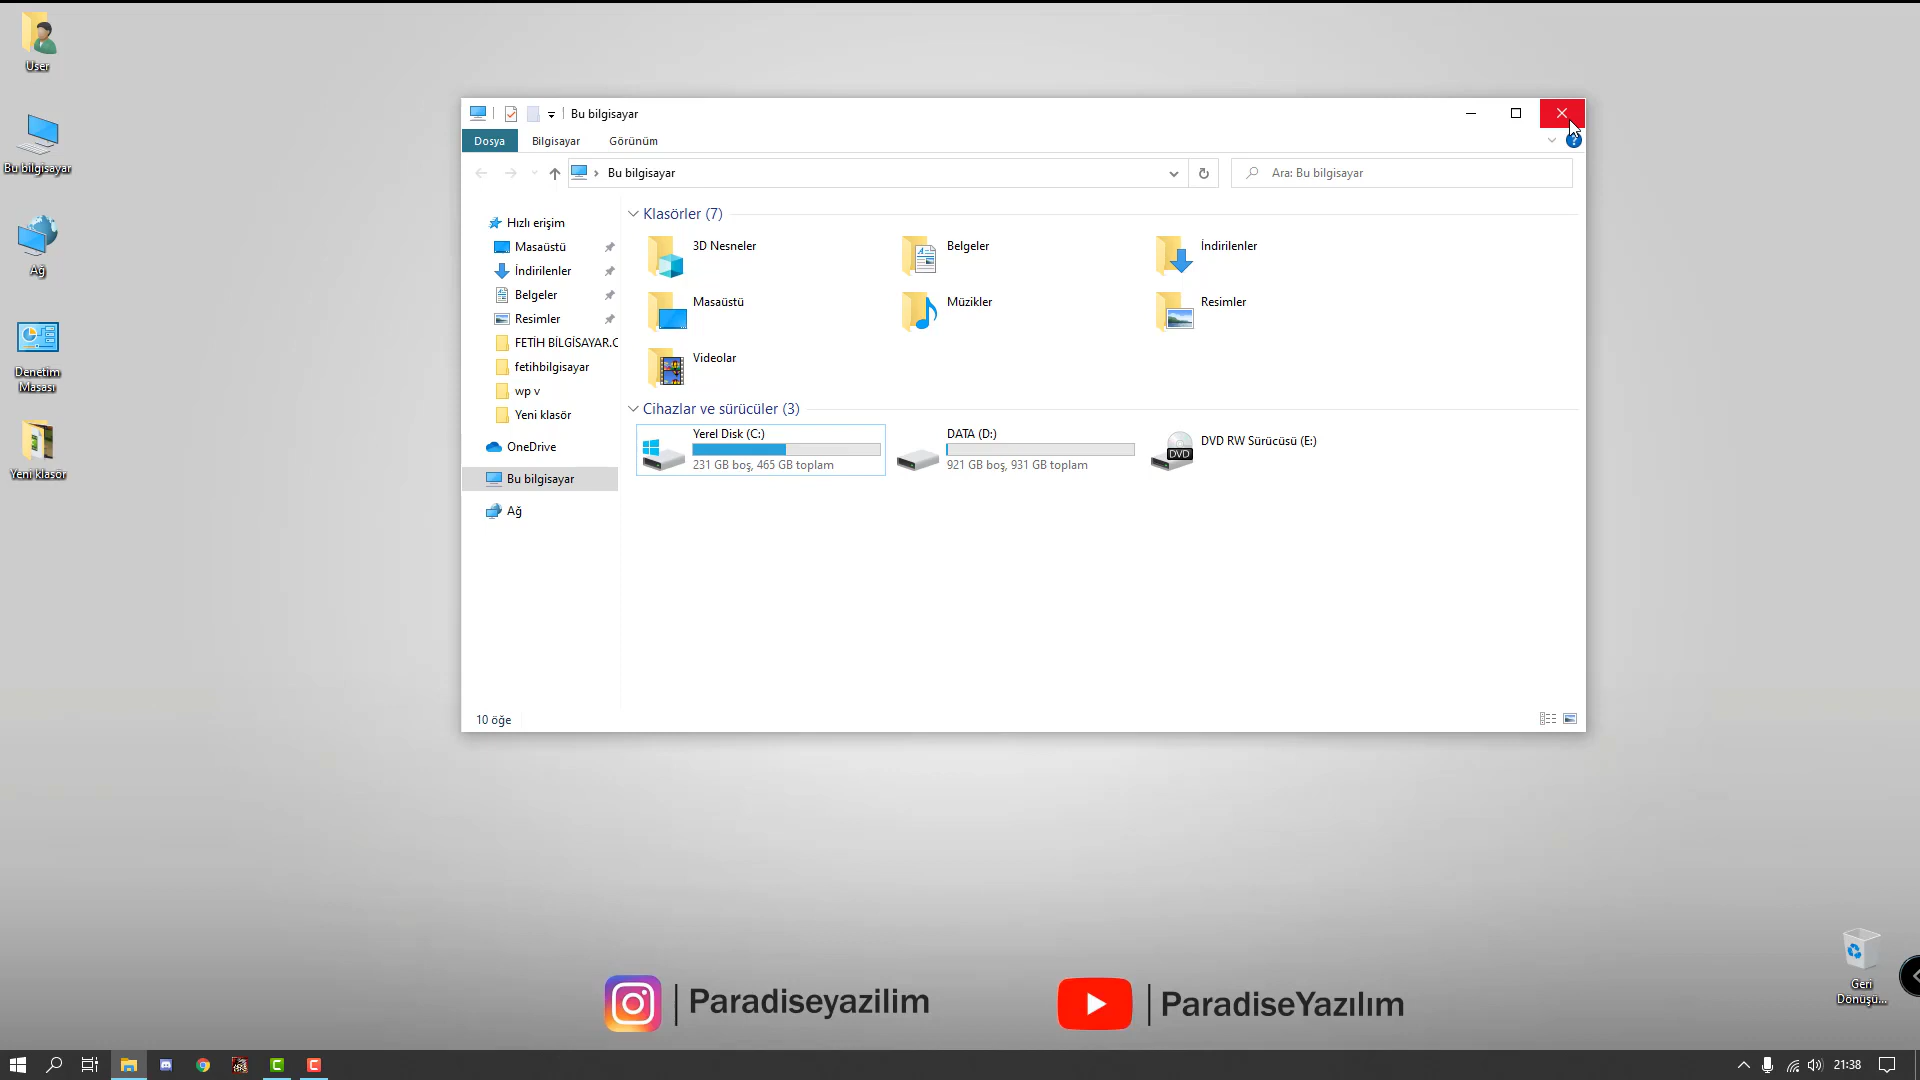 User
Bu bilgisayar
Ağ
Denetim
Masası
Yeni klasör
Bu bilgisayar
Dosya
Bilgisayar
Görünüm
Bu bilgisayar
Ara: Bu bilgisayar
Hızlı erişim
Masaüstü
İndirilenler
Belgeler
Resimler
FETİH BİLGİSAYAR.C
fetihbilgisayar
wp v
Yeni klasör
OneDrive
Bu bilgisayar
Ağ
Klasörler (7)
3D Nesneler
Belgeler
İndirilenler
Masaüstü
Müzikler
Resimler
Videolar
Cihazlar ve sürücüler (3)
Yerel Disk (C:)
231 GB boş, 465 GB toplam
DATA (D:)
921 GB boş, 931 GB toplam
DVD RW Sürücüsü (E:)
DVD
10 öğe
Geri
Dönüşü...
| Paradiseyazilim
| ParadiseYazılım
21:38